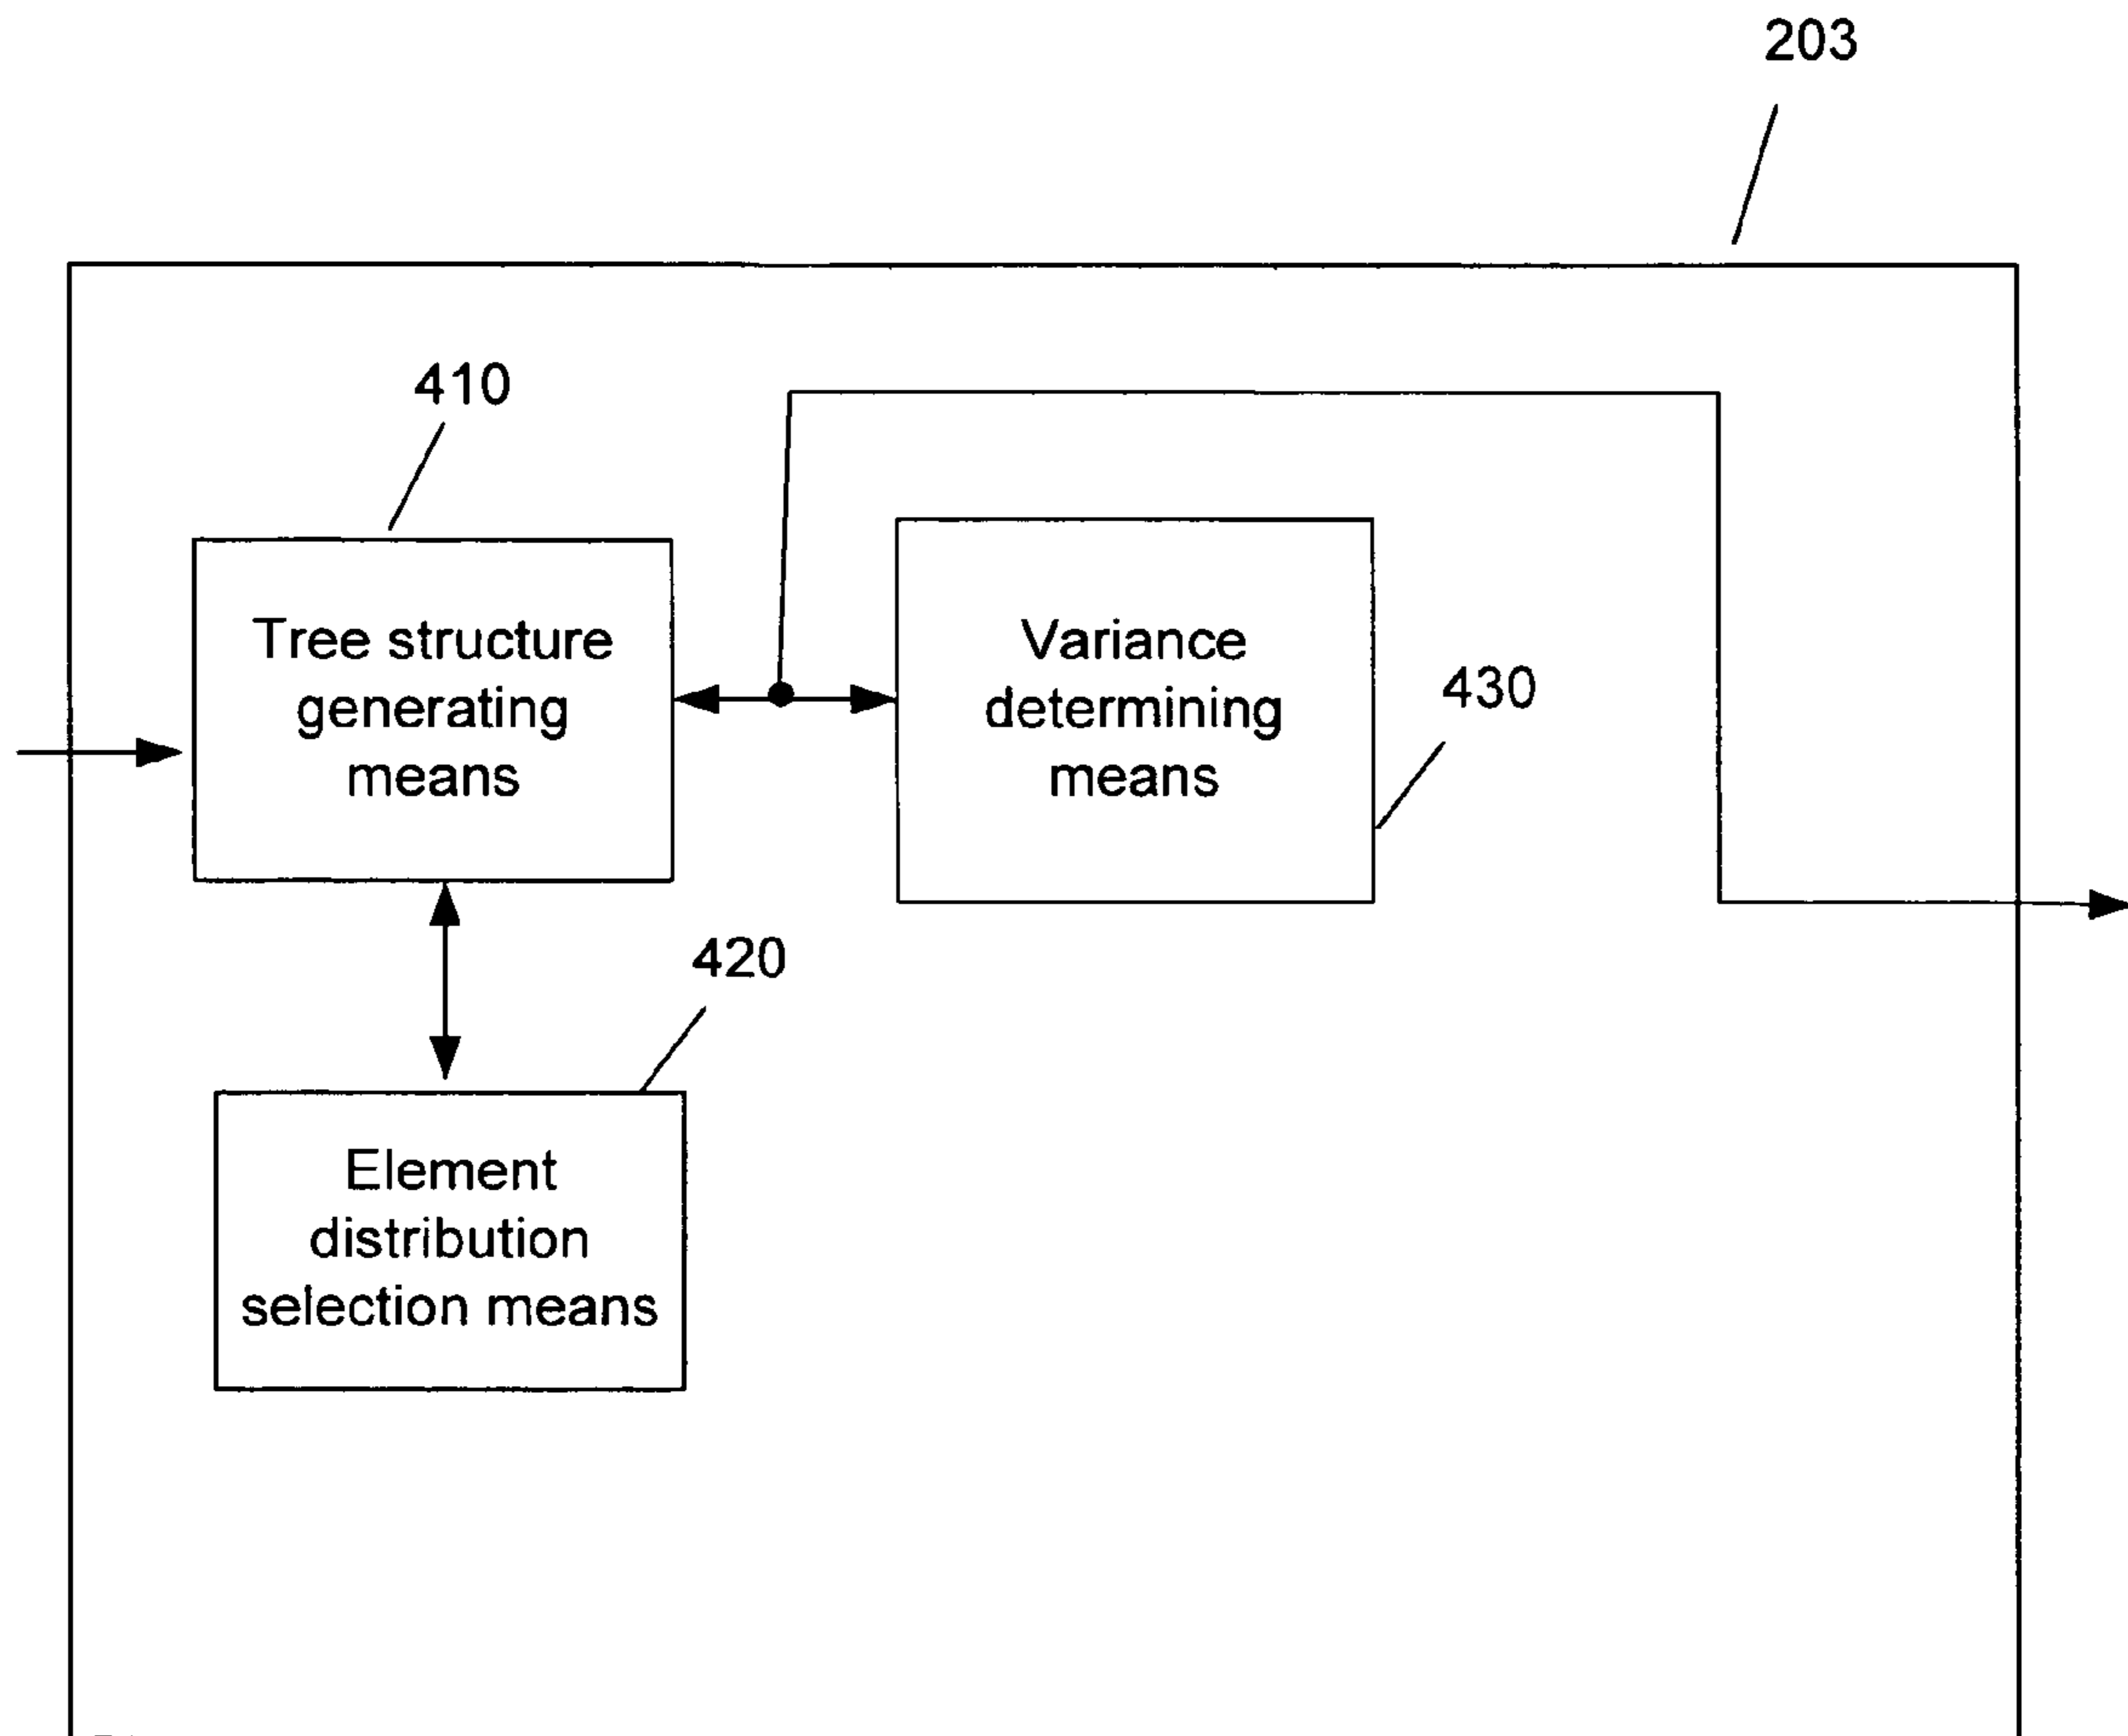 203
410
Tree structure
generating
means
Variance
determining
means
430
420
Element
distribution
selection means